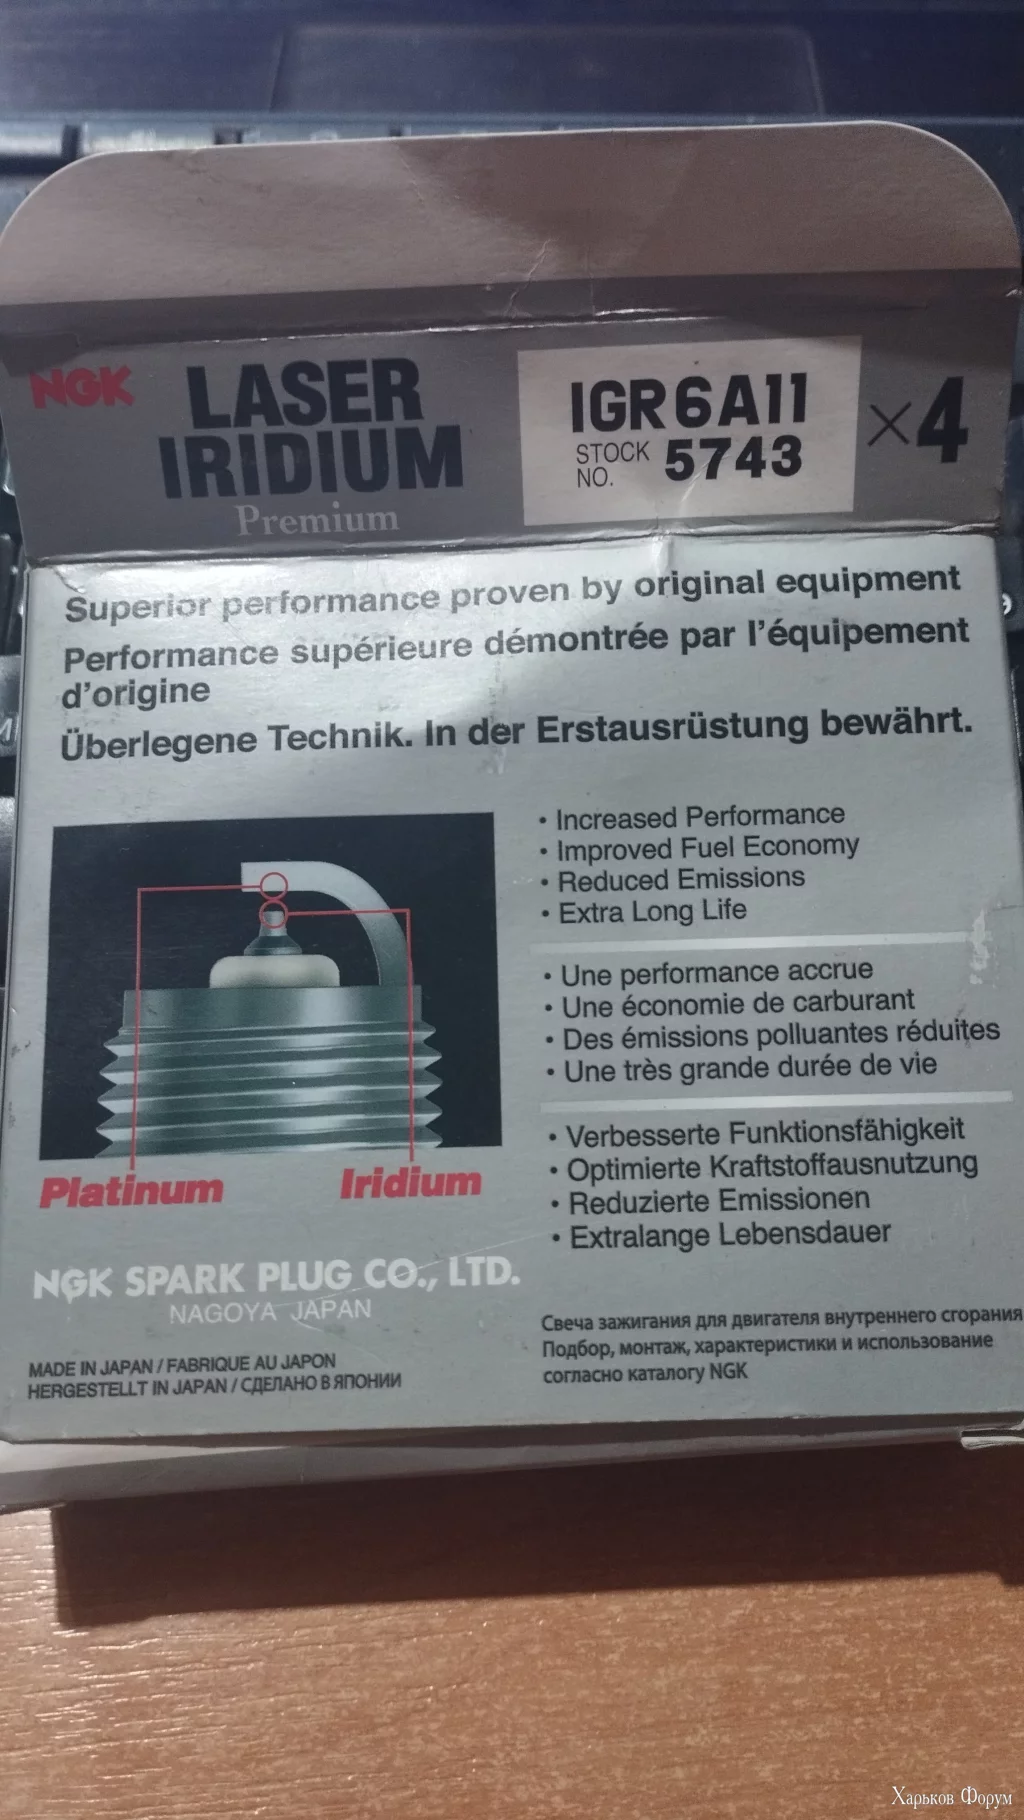 NGK
LASER
IRIDIUM
Premium
IGR6A11
STOCK
NO. 5743
×4
Superior performance proven by original equipment
Performance supérieure démontrée par l'équipement
d'origine
Überlegene Technik. In der Erstausrüstung bewährt.
• Increased Performance
• Improved Fuel Economy
• Reduced Emissions
• Extra Long Life
• Une performance accrue
• Une économie de carburant
• Des émissions polluantes réduites
• Une très grande durée de vie
• Verbesserte Funktionsfähigkeit
• Optimierte Kraftstoffausnutzung
• Reduzierte Emissionen
• Extralange Lebensdauer
Platinum
Iridium
NGK SPARK PLUG CO., LTD.
NAGOYA JAPAN
MADE IN JAPAN / FABRIQUE AU JAPON
HERGESTELLT IN JAPAN / СДЕЛАНО В ЯПОНИИ
Свеча зажигания для двигателя внутреннего сгорания
Подбор, монтаж, характеристики и использование
согласно каталогу NGK
Харьков Форум